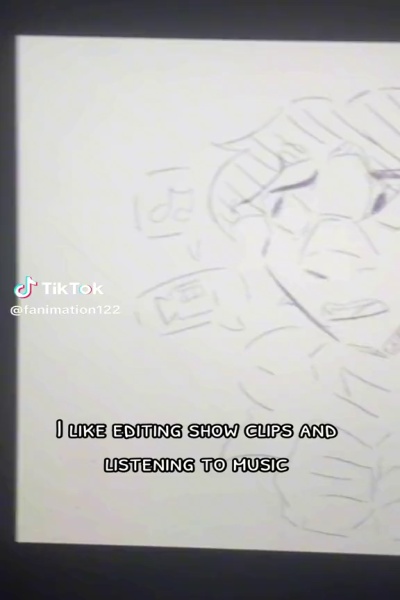 TikTok
@fanimation122
I LIKE EDITING SHOW CLIPS AND
LISTENING TO MUSIC